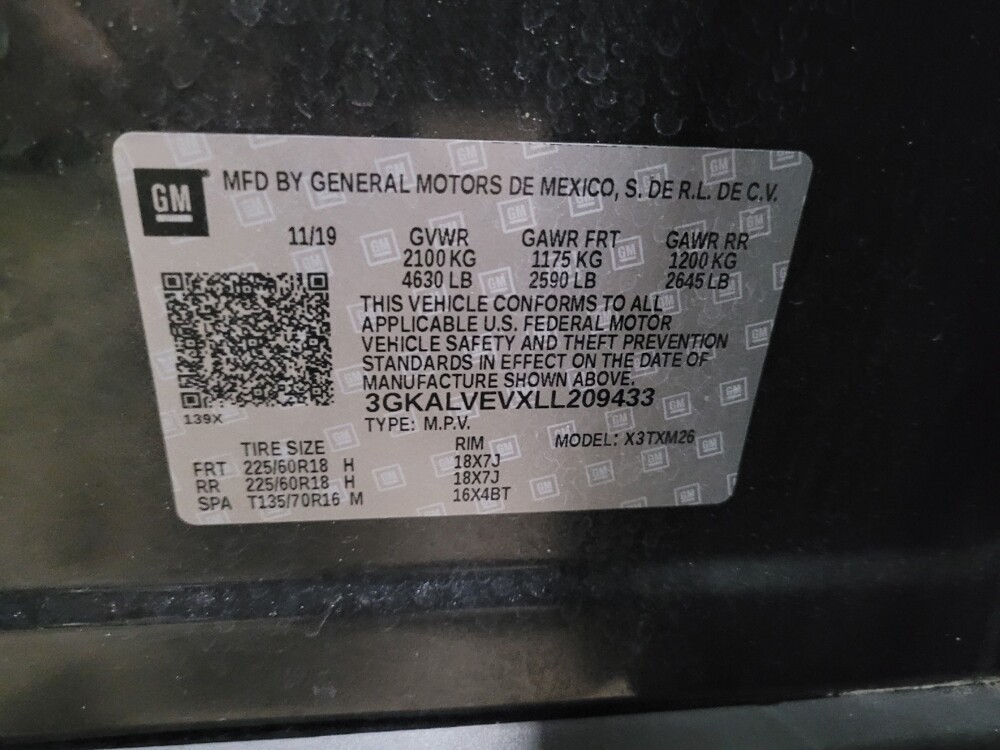 GM MFD BY GENERAL MOTORS DE MEXICO, S. DE R.L. DE C.V.
11/19 GVWR GAWR FRT GAWR RR
2100 KG 1175 KG 1200 KG
4630 LB 2590 LB 2645 LB
THIS VEHICLE CONFORMS TO ALL
APPLICABLE U.S. FEDERAL MOTOR
VEHICLE SAFETY AND THEFT PREVENTION
STANDARDS IN EFFECT ON THE DATE OF
MANUFACTURE SHOWN ABOVE.
3GKALVEVXLL209433
139X
TYPE: M.P.V.
TIRE SIZE RIM MODEL: X3TXM26
FRT 225/60R18 H 18X7J
RR 225/60R18 H 18X7J
SPA T135/70R16 M 16X4BT